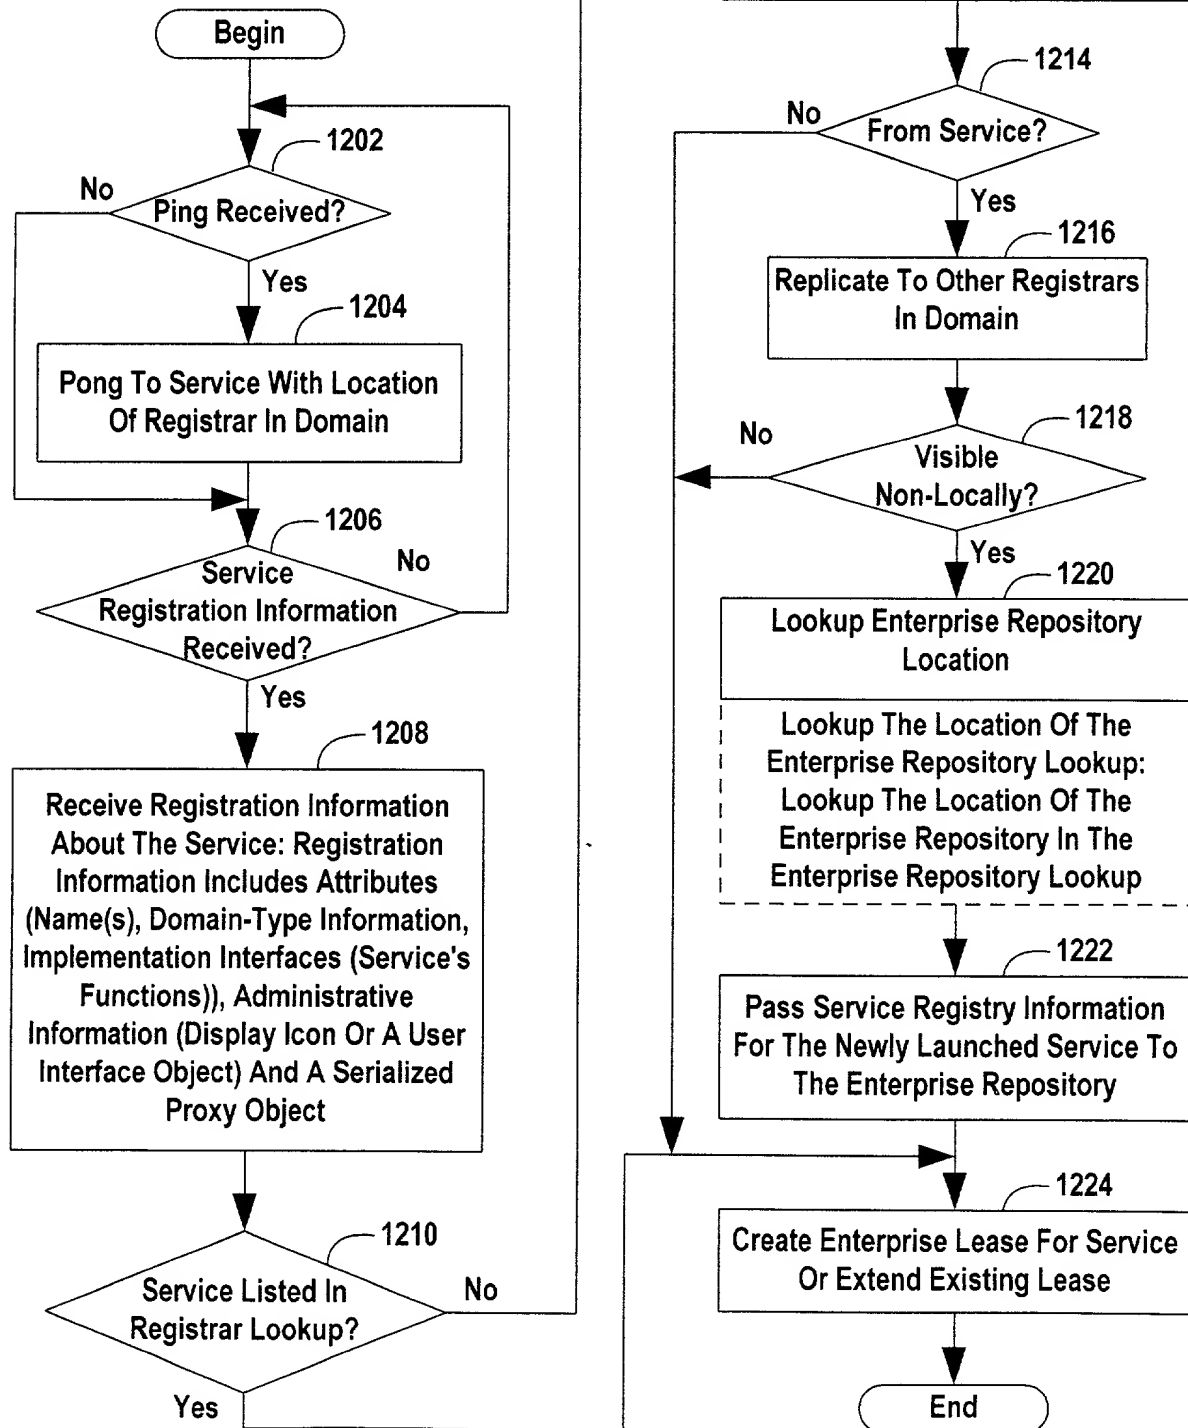 Begin
1202
No
Ping Received?
Yes
1204
Pong To Service With Location
Of Registrar In Domain
1206
No
Service
Registration Information
Received?
Yes
1208
Receive Registration Information
About The Service: Registration
Information Includes Attributes
(Name(s), Domain-Type Information,
Implementation Interfaces (Service's
Functions)), Administrative
Information (Display Icon Or A User
Interface Object) And A Serialized
Proxy Object
1210
Service Listed In
Registrar Lookup?
No
Yes
1214
No
From Service?
Yes
1216
Replicate To Other Registrars
In Domain
1218
No
Visible
Non-Locally?
Yes
1220
Lookup Enterprise Repository
Location
Lookup The Location Of The
Enterprise Repository Lookup:
Lookup The Location Of The
Enterprise Repository In The
Enterprise Repository Lookup
1222
Pass Service Registry Information
For The Newly Launched Service To
The Enterprise Repository
1224
Create Enterprise Lease For Service
Or Extend Existing Lease
End